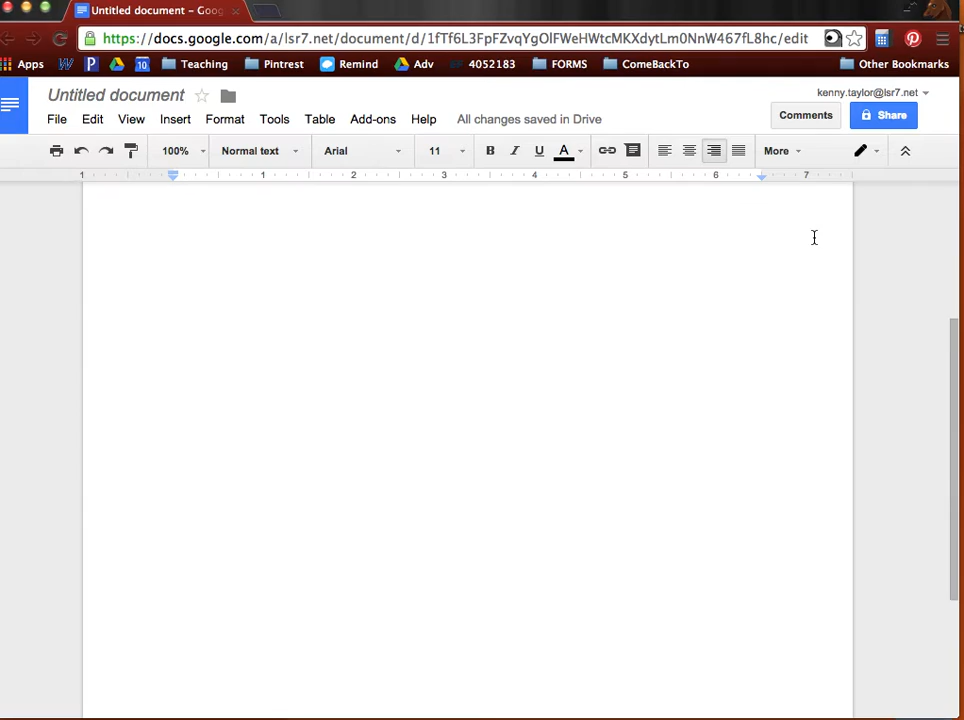 Untitled document - Goog
https://docs.google.com/a/lsr7.net/document/d/1fTf6L3FpFZvqYgOlFWeHWtcMKXdytLm0NnW467fL8hc/edit
Apps Teaching Pintrest Remind Adv 4052183 FORMS ComeBackTo Other Bookmarks
Untitled document
kenny.taylor@lsr7.net
File Edit View Insert Format Tools Table Add-ons Help All changes saved in Drive
Comments Share
100% Normal text Arial 11 B I U A More
1 1 2 3 4 5 6 7